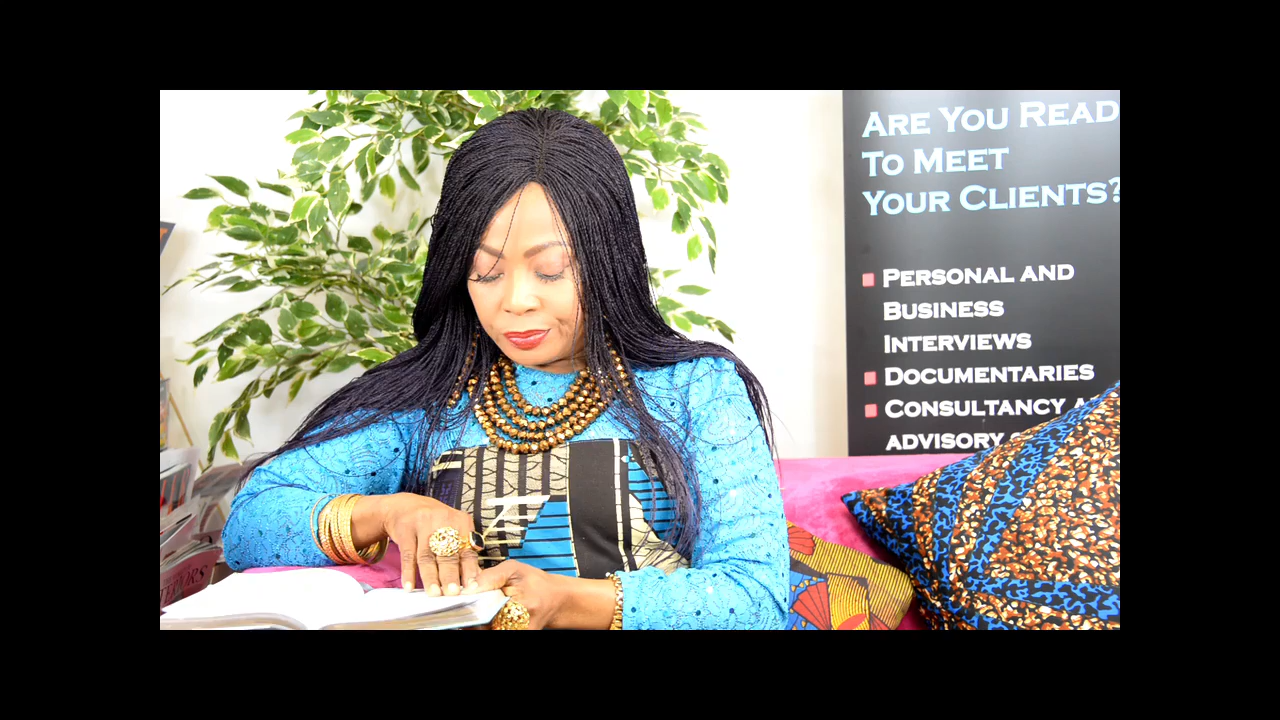 ARE YOU READ
TO MEET
YOUR CLIENTS?
PERSONAL AND
BUSINESS
INTERVIEWS
DOCUMENTARIES
CONSULTANCY
ADVISORY